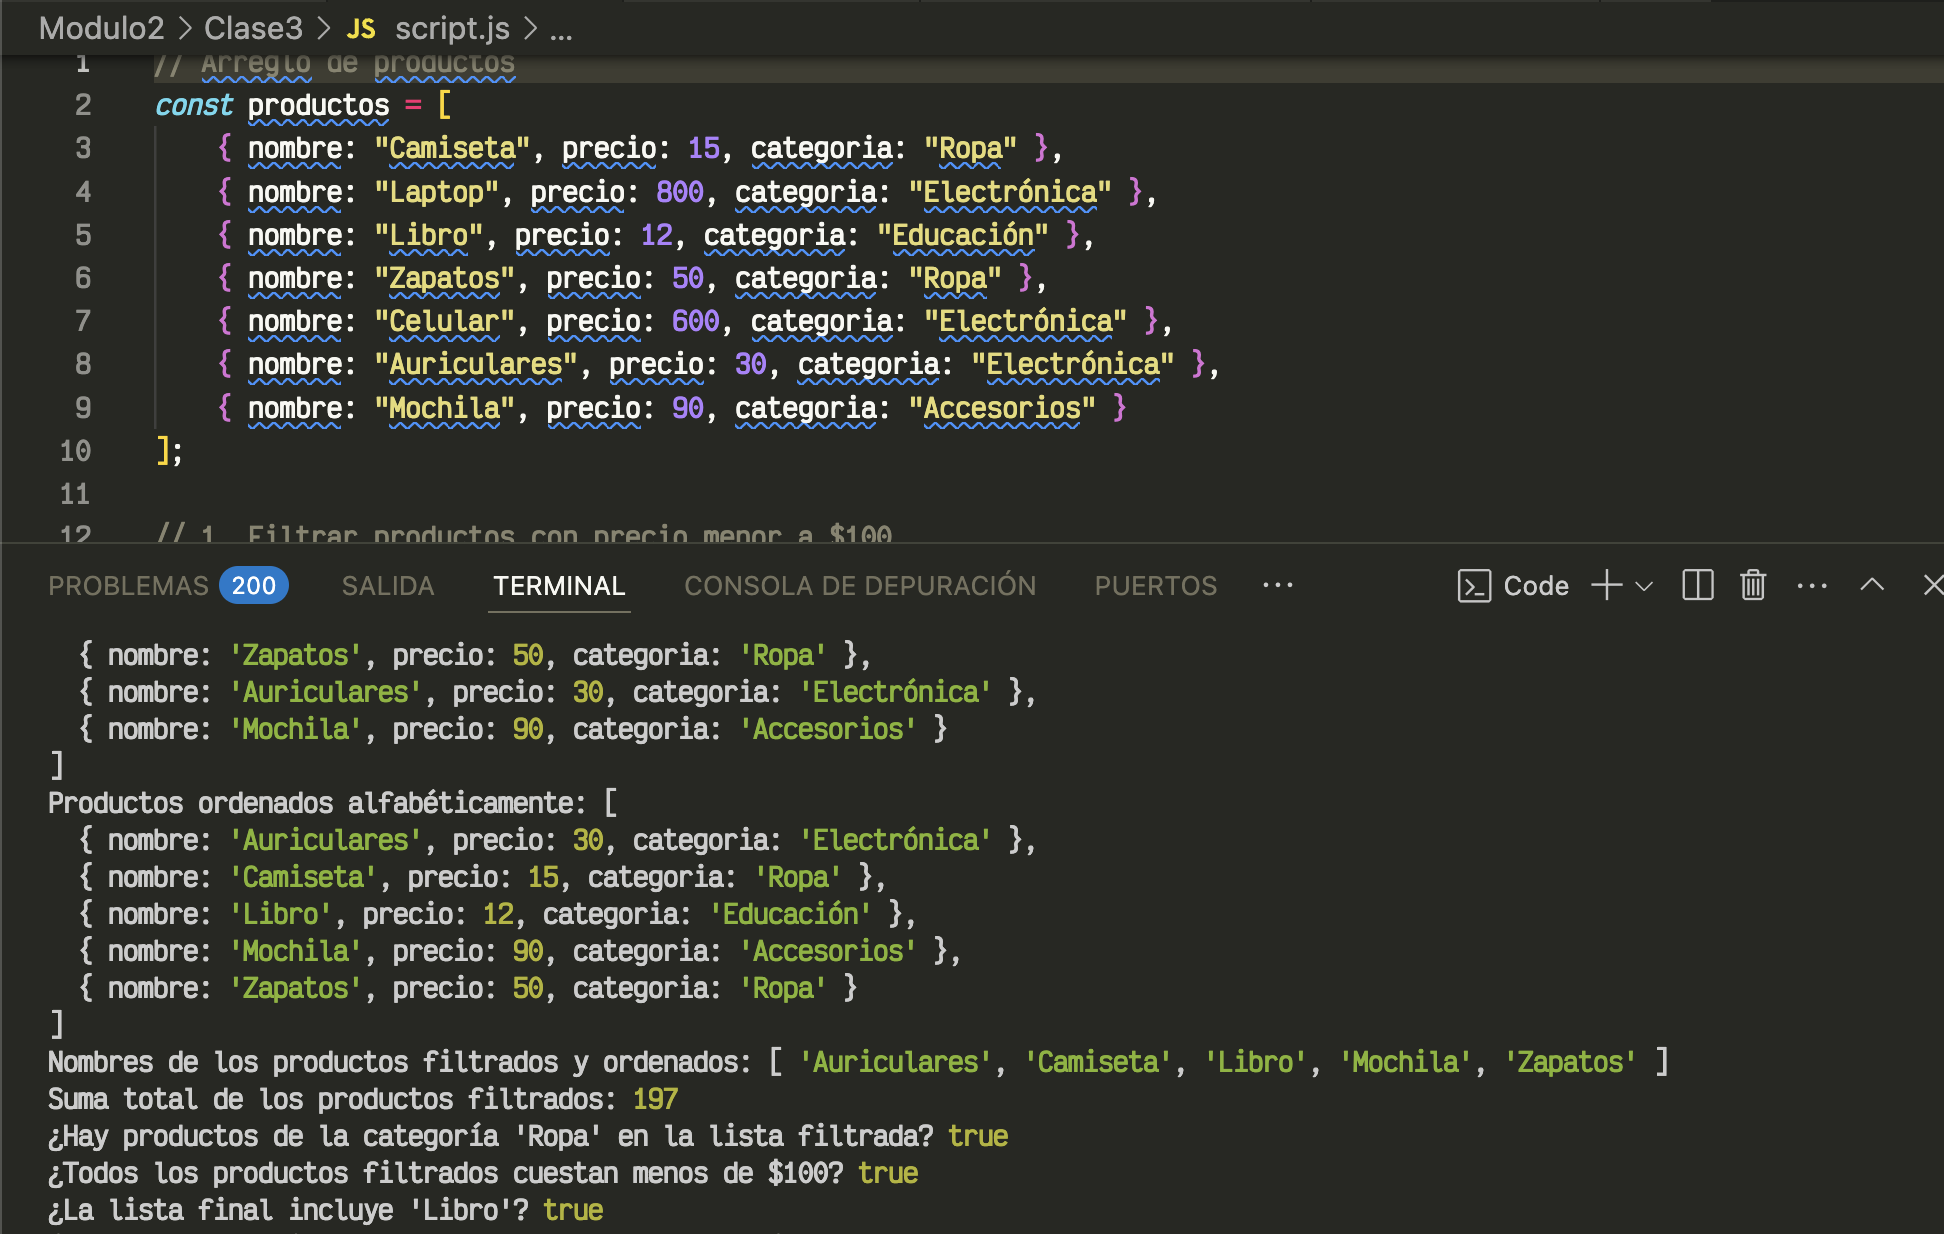 Modulo2 > Clase3 > JS script.js > ...
1 // Arreglo de productos
2 const productos = [
3 { nombre: "Camiseta", precio: 15, categoria: "Ropa" },
4 { nombre: "Laptop", precio: 800, categoria: "Electrónica" },
5 { nombre: "Libro", precio: 12, categoria: "Educación" },
6 { nombre: "Zapatos", precio: 50, categoria: "Ropa" },
7 { nombre: "Celular", precio: 600, categoria: "Electrónica" },
8 { nombre: "Auriculares", precio: 30, categoria: "Electrónica" },
9 { nombre: "Mochila", precio: 90, categoria: "Accesorios" }
10 ];
11
12 // 1. Filtrar productos con precio menor a $100
PROBLEMAS 200 SALIDA TERMINAL CONSOLA DE DEPURACIÓN PUERTOS ... Code
{ nombre: 'Zapatos', precio: 50, categoria: 'Ropa' },
{ nombre: 'Auriculares', precio: 30, categoria: 'Electrónica' },
{ nombre: 'Mochila', precio: 90, categoria: 'Accesorios' }
]
Productos ordenados alfabéticamente: [
{ nombre: 'Auriculares', precio: 30, categoria: 'Electrónica' },
{ nombre: 'Camiseta', precio: 15, categoria: 'Ropa' },
{ nombre: 'Libro', precio: 12, categoria: 'Educación' },
{ nombre: 'Mochila', precio: 90, categoria: 'Accesorios' },
{ nombre: 'Zapatos', precio: 50, categoria: 'Ropa' }
]
Nombres de los productos filtrados y ordenados: [ 'Auriculares', 'Camiseta', 'Libro', 'Mochila', 'Zapatos' ]
Suma total de los productos filtrados: 197
¿Hay productos de la categoría 'Ropa' en la lista filtrada? true
¿Todos los productos filtrados cuestan menos de $100? true
¿La lista final incluye 'Libro'? true